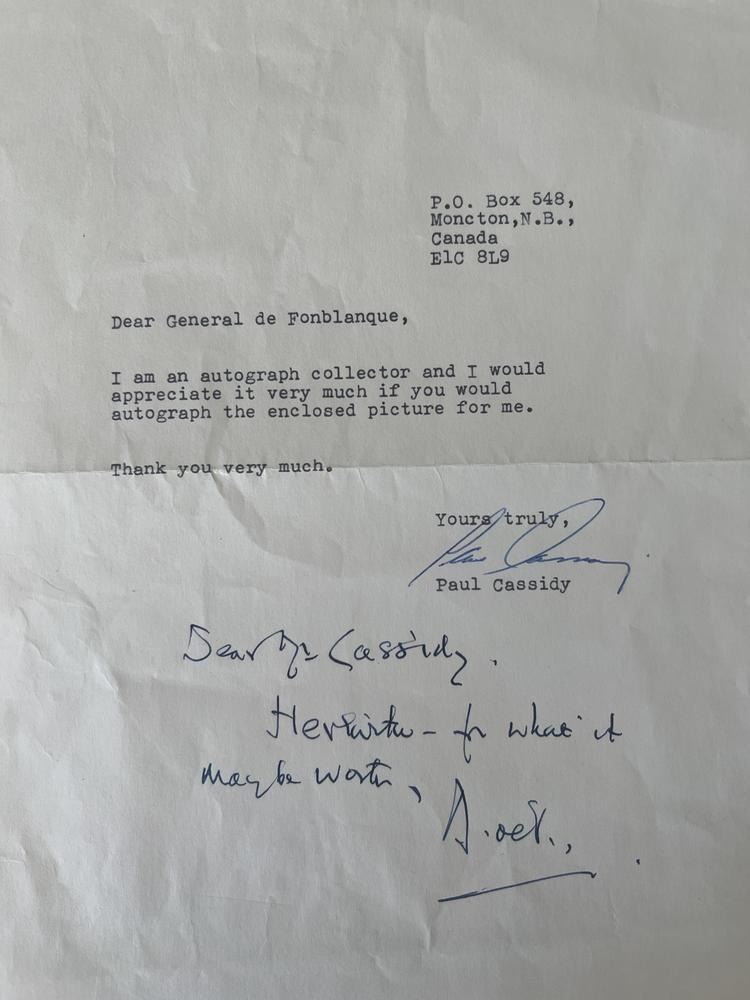 P.O. Box 548,
Moncton,N.B.,
Canada
E1C 8L9
Dear General de Fonblanque,
I am an autograph collector and I would
appreciate it very much if you would
autograph the enclosed picture for me.
Thank you very much.
Yours truly,
Paul Cassidy
Paul Cassidy
Dear Mr Cassidy.
Herewith - for what it
may be worth,